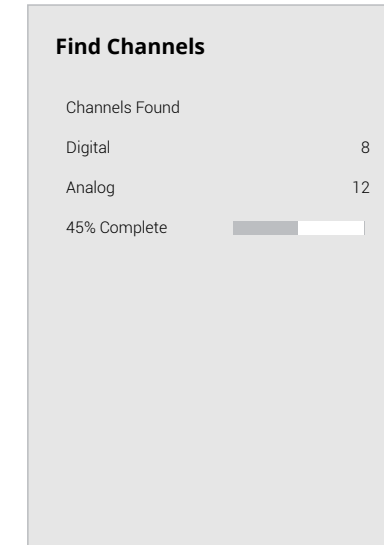 Find Channels
Channels Found
Digital 8
Analog 12
45% Complete